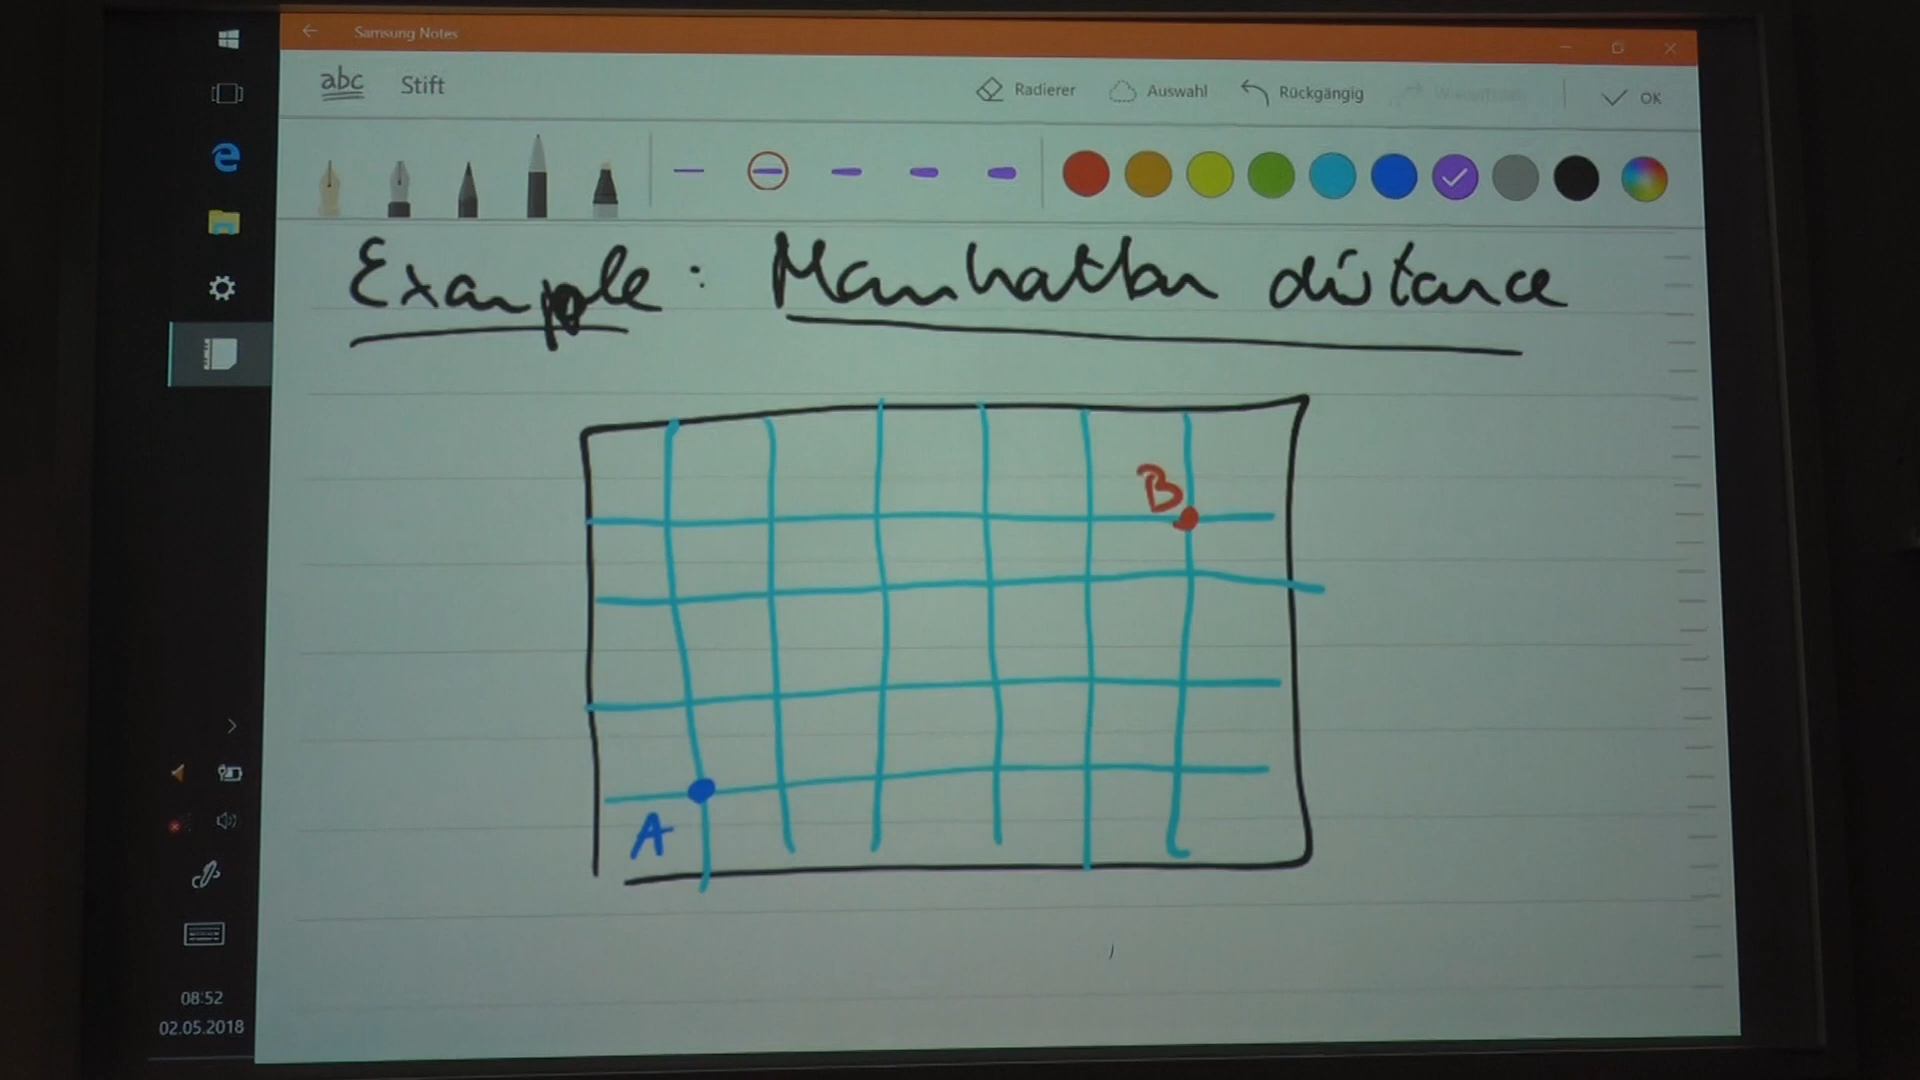 Samsung Notes
abc Stift Radierer Auswahl Rückgängig OK
Example: Manhattan distance
B
A
08:52
02.05.2018